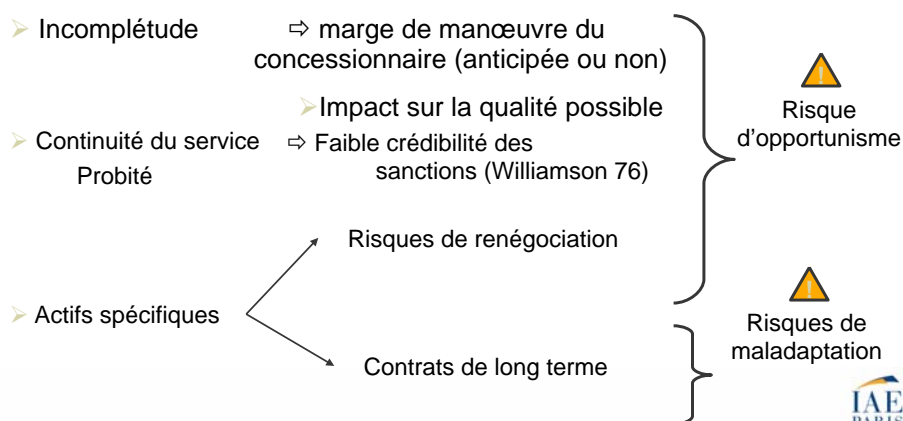 Incomplétude ⇨ marge de manœuvre du
concessionnaire (anticipée ou non)
Impact sur la qualité possible
Continuité du service ⇨ Faible crédibilité des
Probité sanctions (Williamson 76)
Risque
d'opportunisme
Risques de renégociation
Actifs spécifiques
Contrats de long terme
Risques de
maladaptation
IAE
PARIS